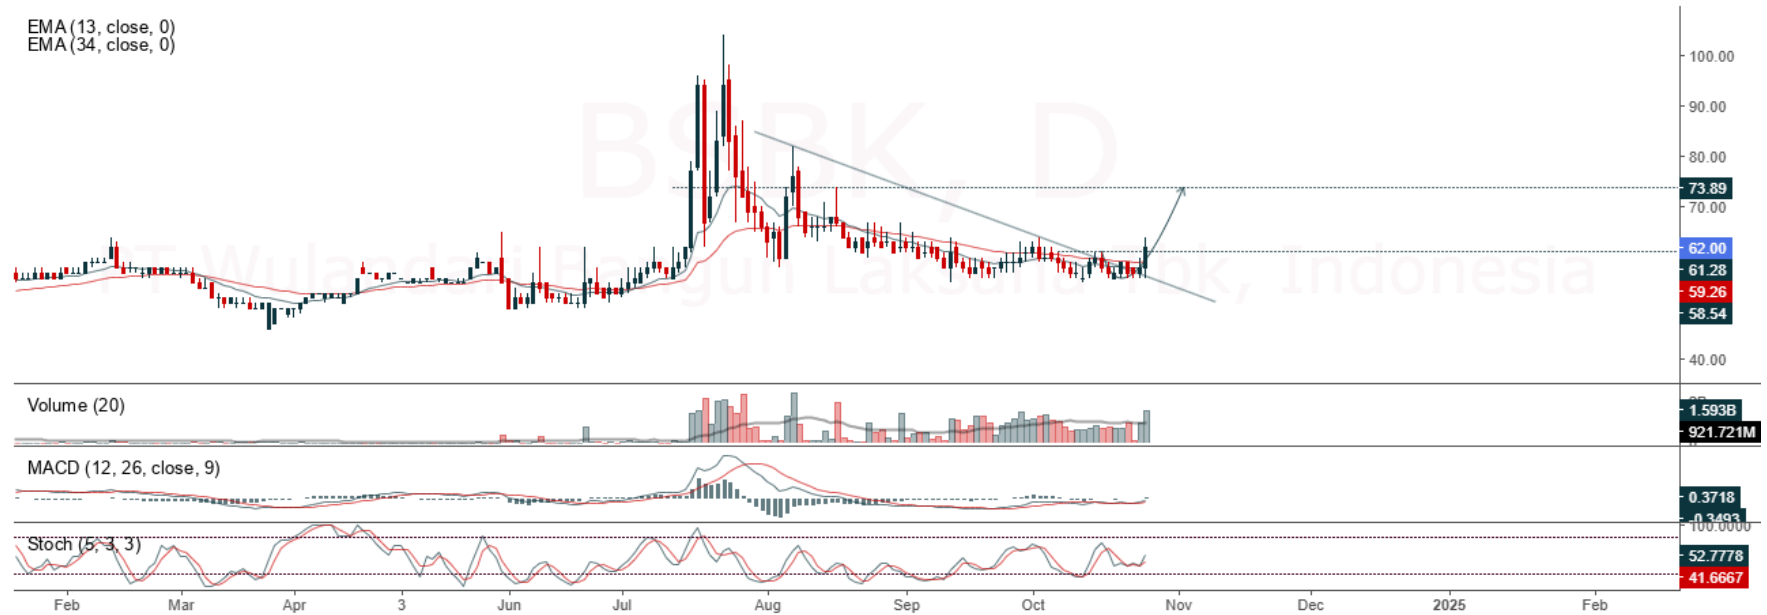 EMA (13, close, 0)
EMA (34, close, 0)
BSBK, D
PT Wulandari Bangun Laksana Tbk, Indonesia
100.00
90.00
80.00
73.89
70.00
62.00
61.28
59.26
58.54
40.00
Volume (20)
1.593B
921.721M
MACD (12, 26, close, 9)
0.3718
-0.3493
100.0000
Stoch (5, 3, 3)
52.7778
41.6667
Feb
Mar
Apr
3
Jun
Jul
Aug
Sep
Oct
Nov
Dec
2025
Feb